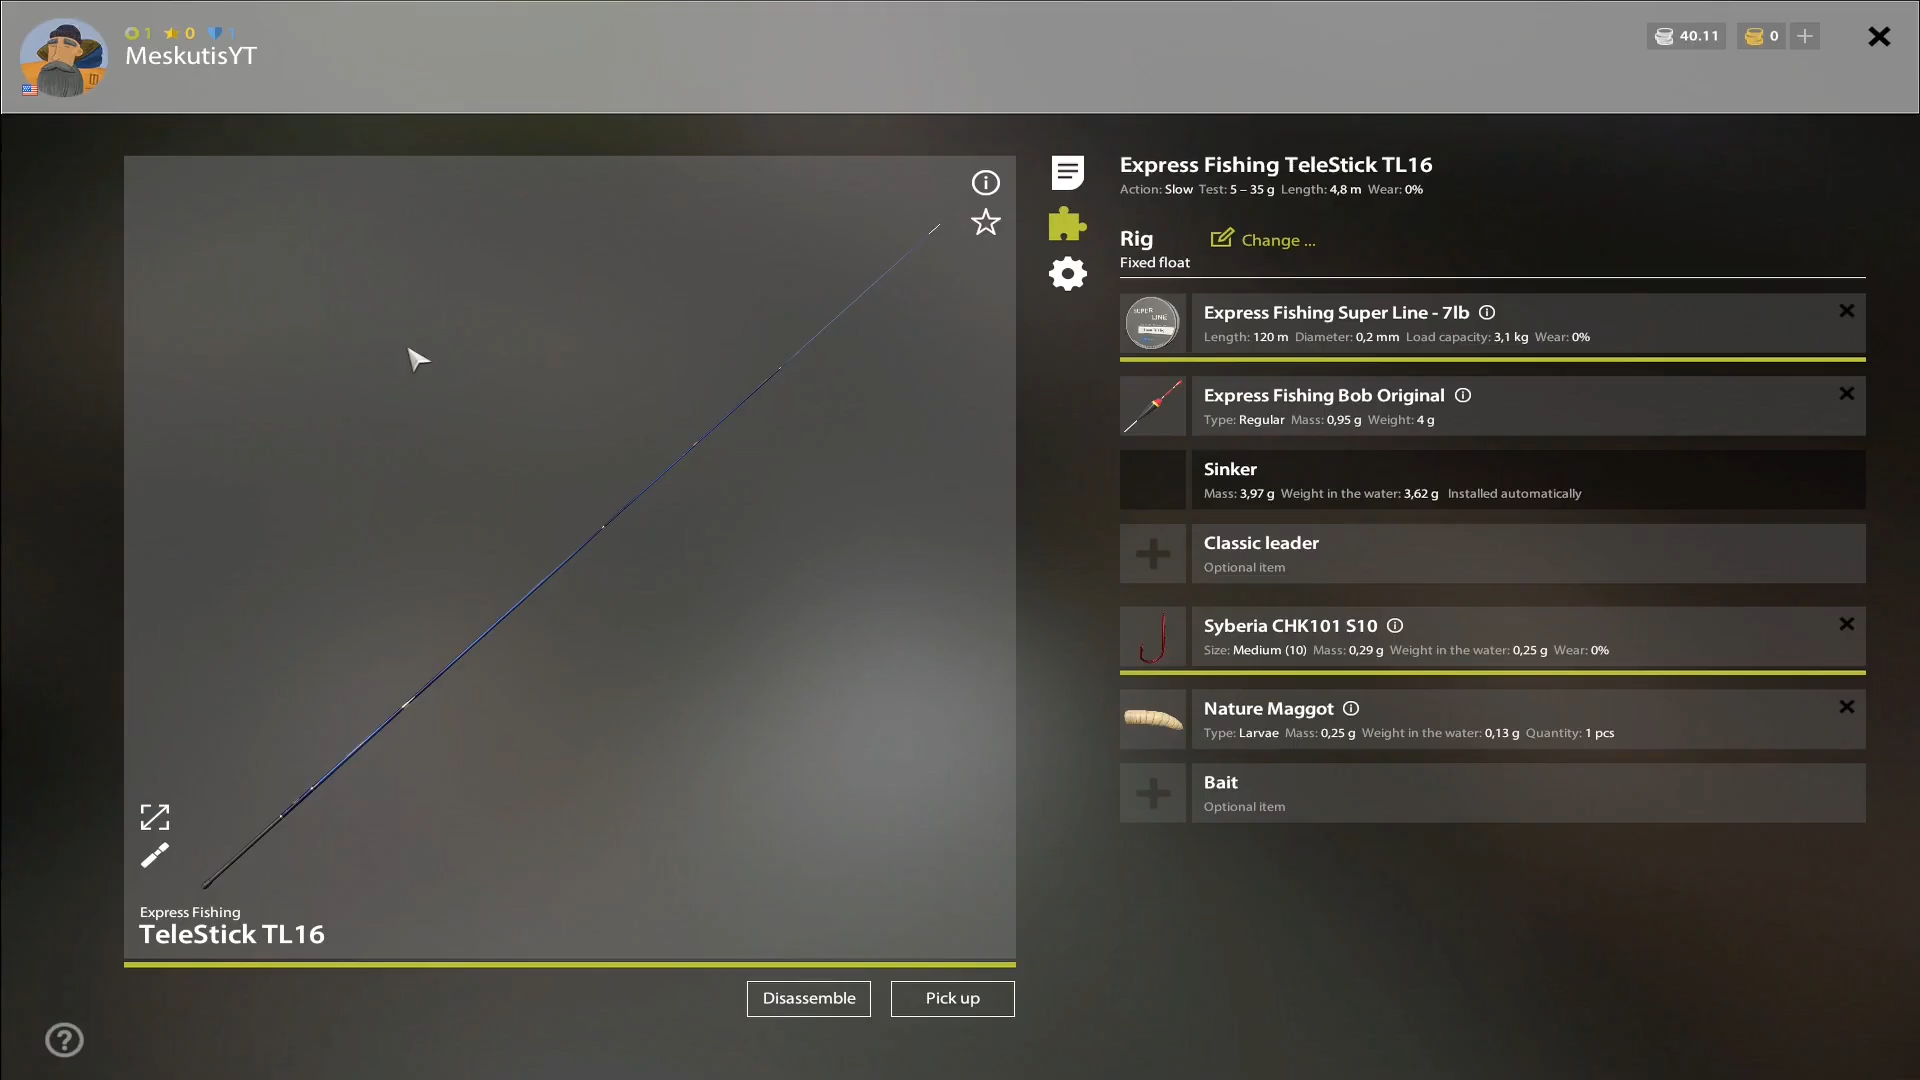 1 0 1
MeskutisYT
40.11 0
Express Fishing TeleStick TL16
Action: Slow Test: 5 – 35 g Length: 4,8 m Wear: 0%
Rig Change ...
Fixed float
SUPER LINE
Express Fishing Super Line - 7lb
Length: 120 m Diameter: 0,2 mm Load capacity: 3,1 kg Wear: 0%
Express Fishing Bob Original
Type: Regular Mass: 0,95 g Weight: 4 g
Sinker
Mass: 3,97 g Weight in the water: 3,62 g Installed automatically
Classic leader
Optional item
Syberia CHK101 S10
Size: Medium (10) Mass: 0,29 g Weight in the water: 0,25 g Wear: 0%
Nature Maggot
Type: Larvae Mass: 0,25 g Weight in the water: 0,13 g Quantity: 1 pcs
Bait
Optional item
Express Fishing
TeleStick TL16
Disassemble
Pick up